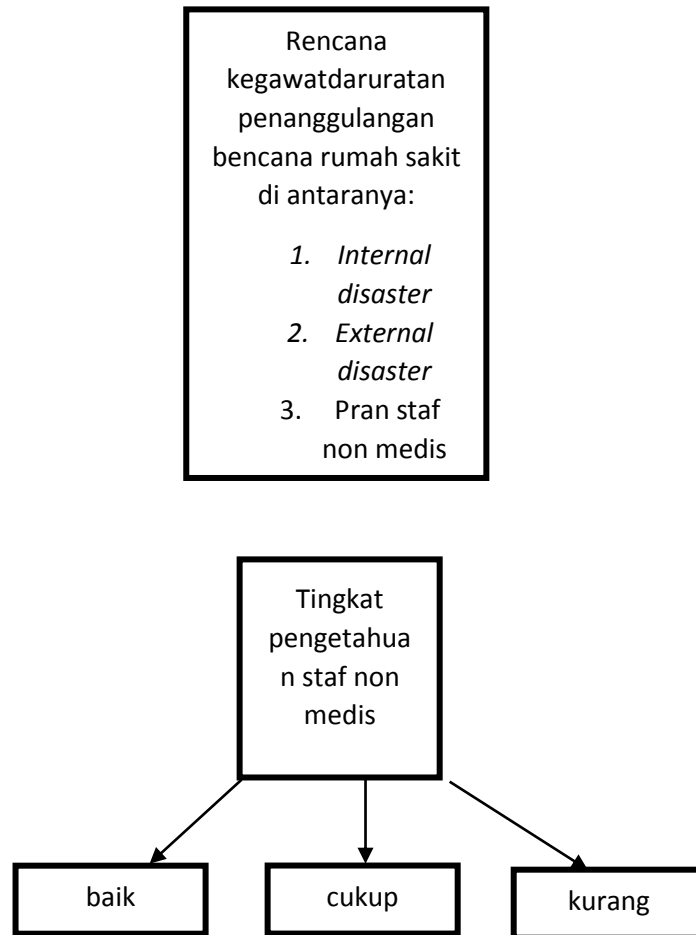 Rencana
kegawatdaruratan
penanggulangan
bencana rumah sakit
di antaranya:
1. Internal
disaster
2. External
disaster
3. Pran staf
non medis
Tingkat
pengetahua
n staf non
medis
baik
cukup
kurang